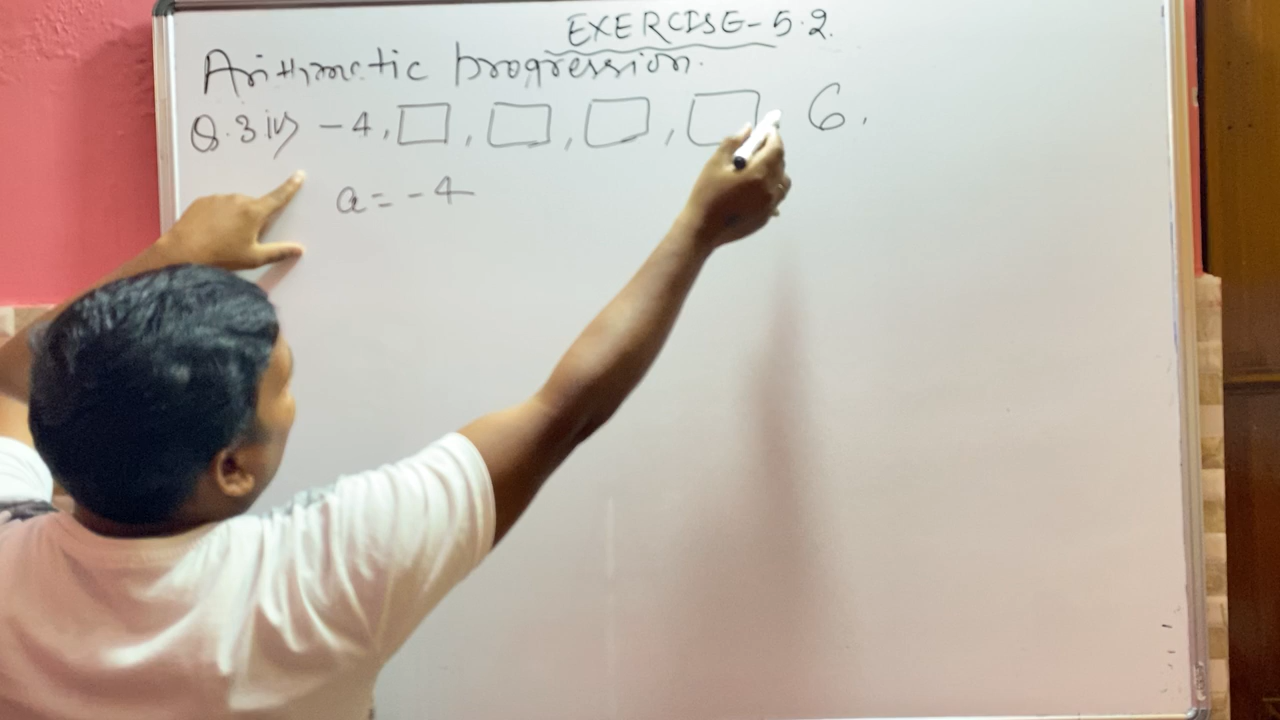 EXERCISE-5.2.
Arithmetic progression.
Q.3 iv) -4, □, □, □, □ 6.
a = -4